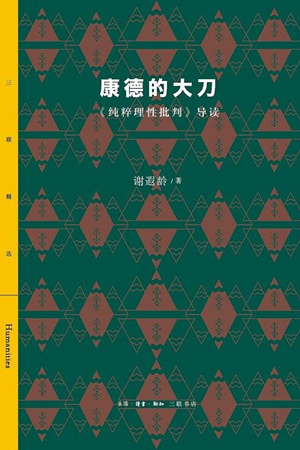 康德的大刀
《纯粹理性批判》导读
谢遐龄/著
三联精选
Humanities
生活·读书·新知 三联书店